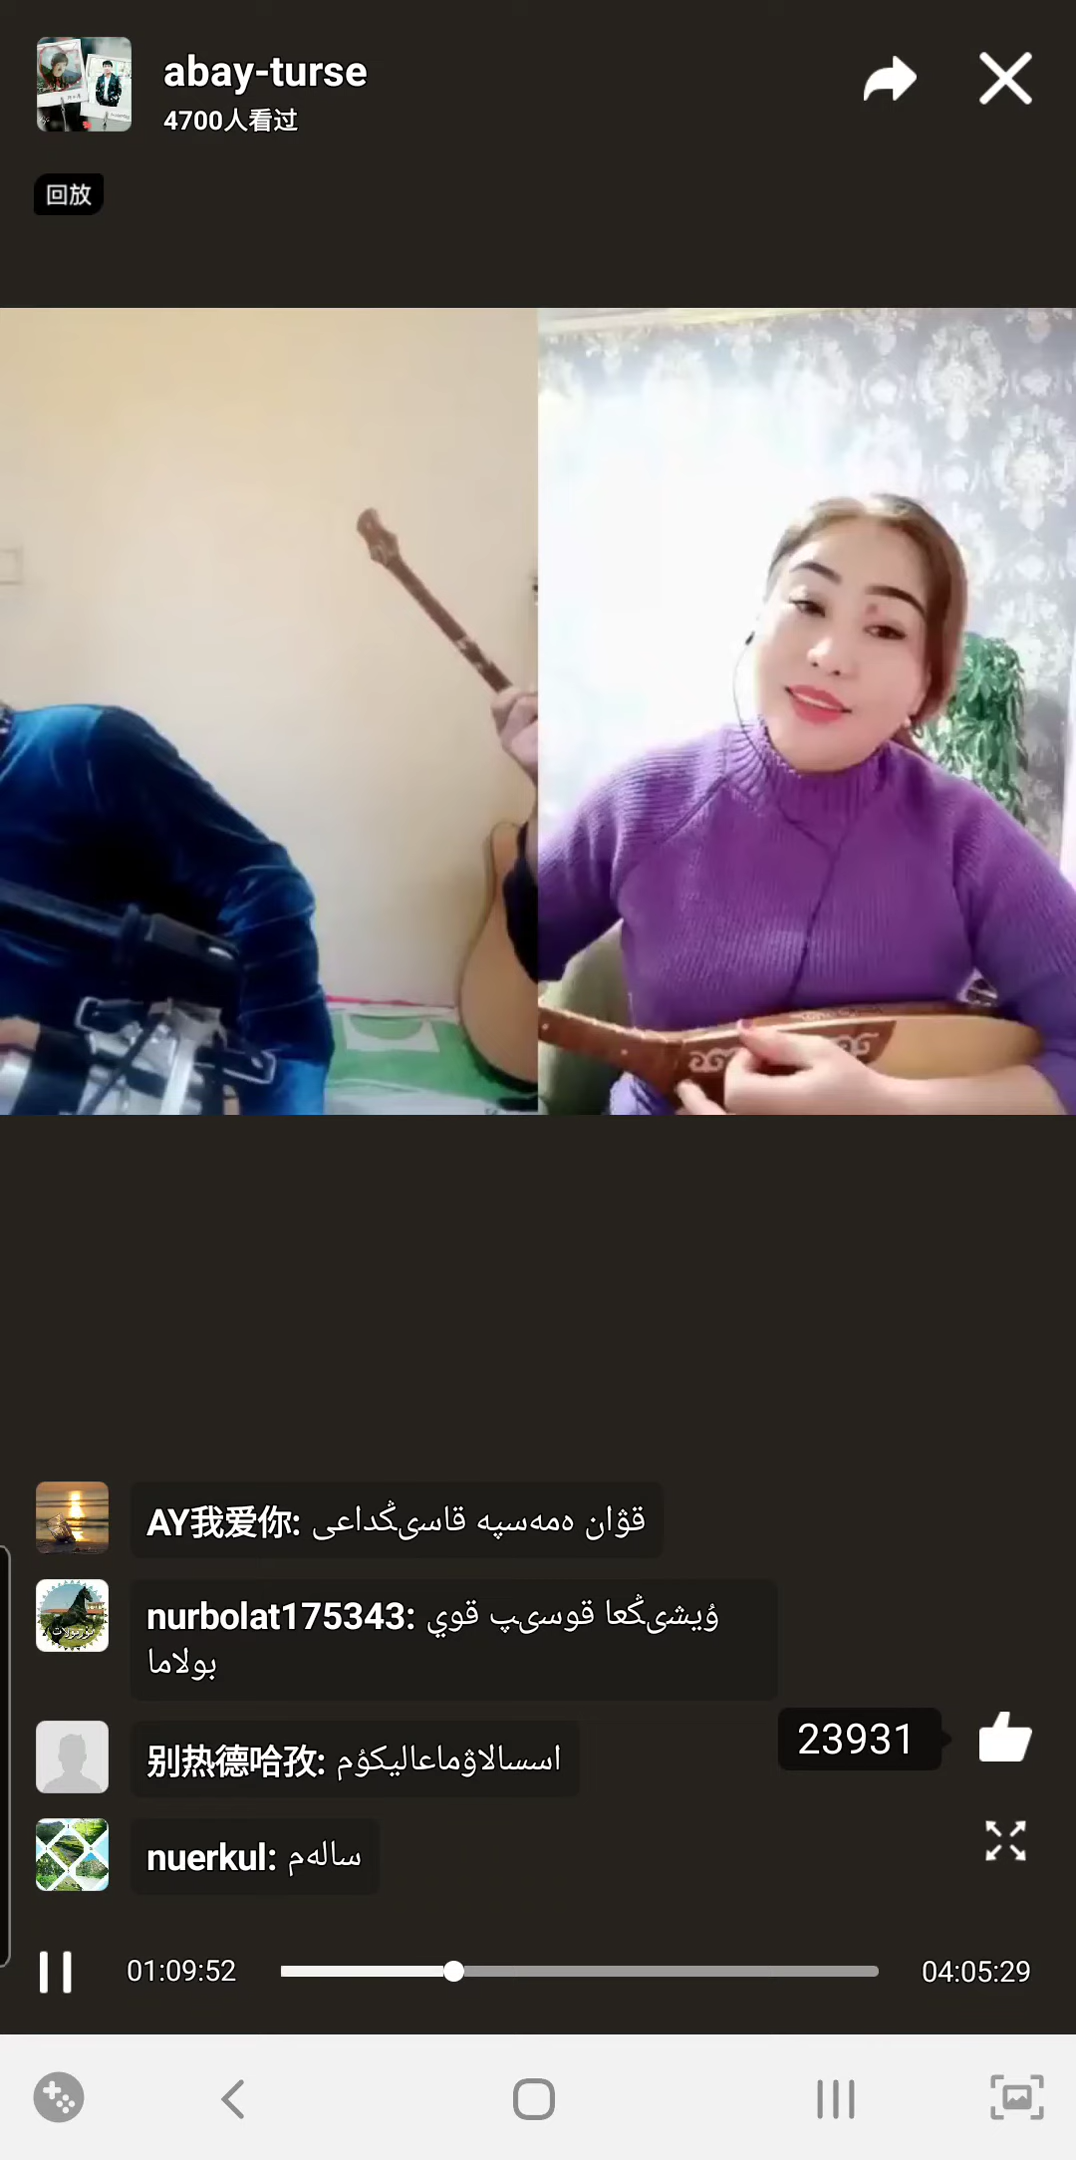 abay-turse
4700人看过
回放
AY我爱你: قۋان ەمەسپە قاسىڭداعى
nurbolat175343: ۇيشىڭعا قوسىپ قوي
بولاما
别热德哈孜: اسسالاۋماعاليكۇم
23931
nuerkul: سالەم
01:09:52
04:05:29